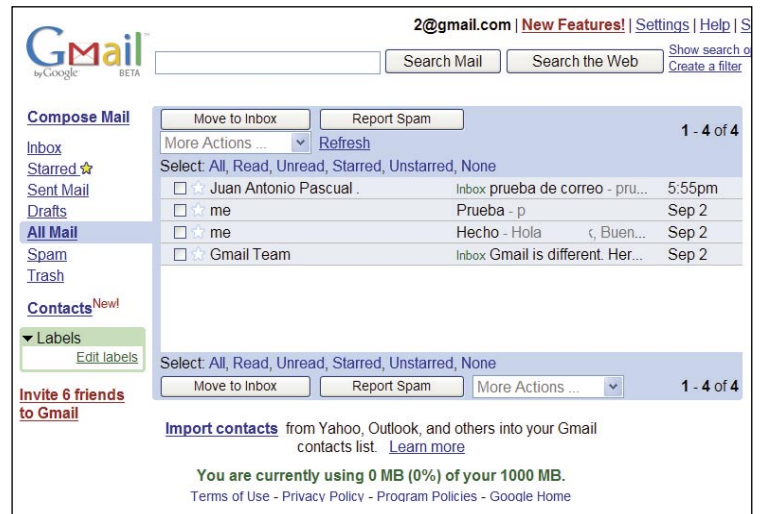 2@gmail.com | New Features! | Settings | Help | S
Gmail
by Google BETA
Search Mail Search the Web
Show search o
Create a filter
Compose Mail
Inbox
Starred
Sent Mail
Drafts
All Mail
Spam
Trash
Contacts New!
Labels
Edit labels
Invite 6 friends
to Gmail
Move to Inbox Report Spam
More Actions ... Refresh
1 - 4 of 4
Select: All, Read, Unread, Starred, Unstarred, None
Juan Antonio Pascual . Inbox prueba de correo - pru... 5:55pm
me Prueba - p Sep 2
me Hecho - Hola , Buen... Sep 2
Gmail Team Inbox Gmail is different. Her... Sep 2
Select: All, Read, Unread, Starred, Unstarred, None
Move to Inbox Report Spam More Actions ... 1 - 4 of 4
Import contacts from Yahoo, Outlook, and others into your Gmail
contacts list. Learn more
You are currently using 0 MB (0%) of your 1000 MB.
Terms of Use - Privacy Policy - Program Policies - Google Home